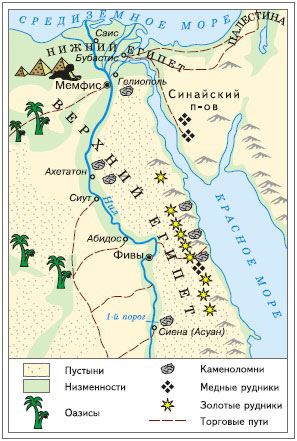 СРЕДИЗЕМНОЕ МОРЕ
Саис
НИЖНИЙ ЕГИПЕТ
ПАЛЕСТИНА
Бубастис
Гелиополь
Мемфис
Синайский
п-ов
ВЕРХНИЙ ЕГИПЕТ
Ахетатон
Сиут
Нил
КРАСНОЕ МОРЕ
Абидос
Фивы
1-й порог
Сиена (Асуан)
Пустыни
Низменности
Оазисы
Каменоломни
Медные рудники
Золотые рудники
Торговые пути